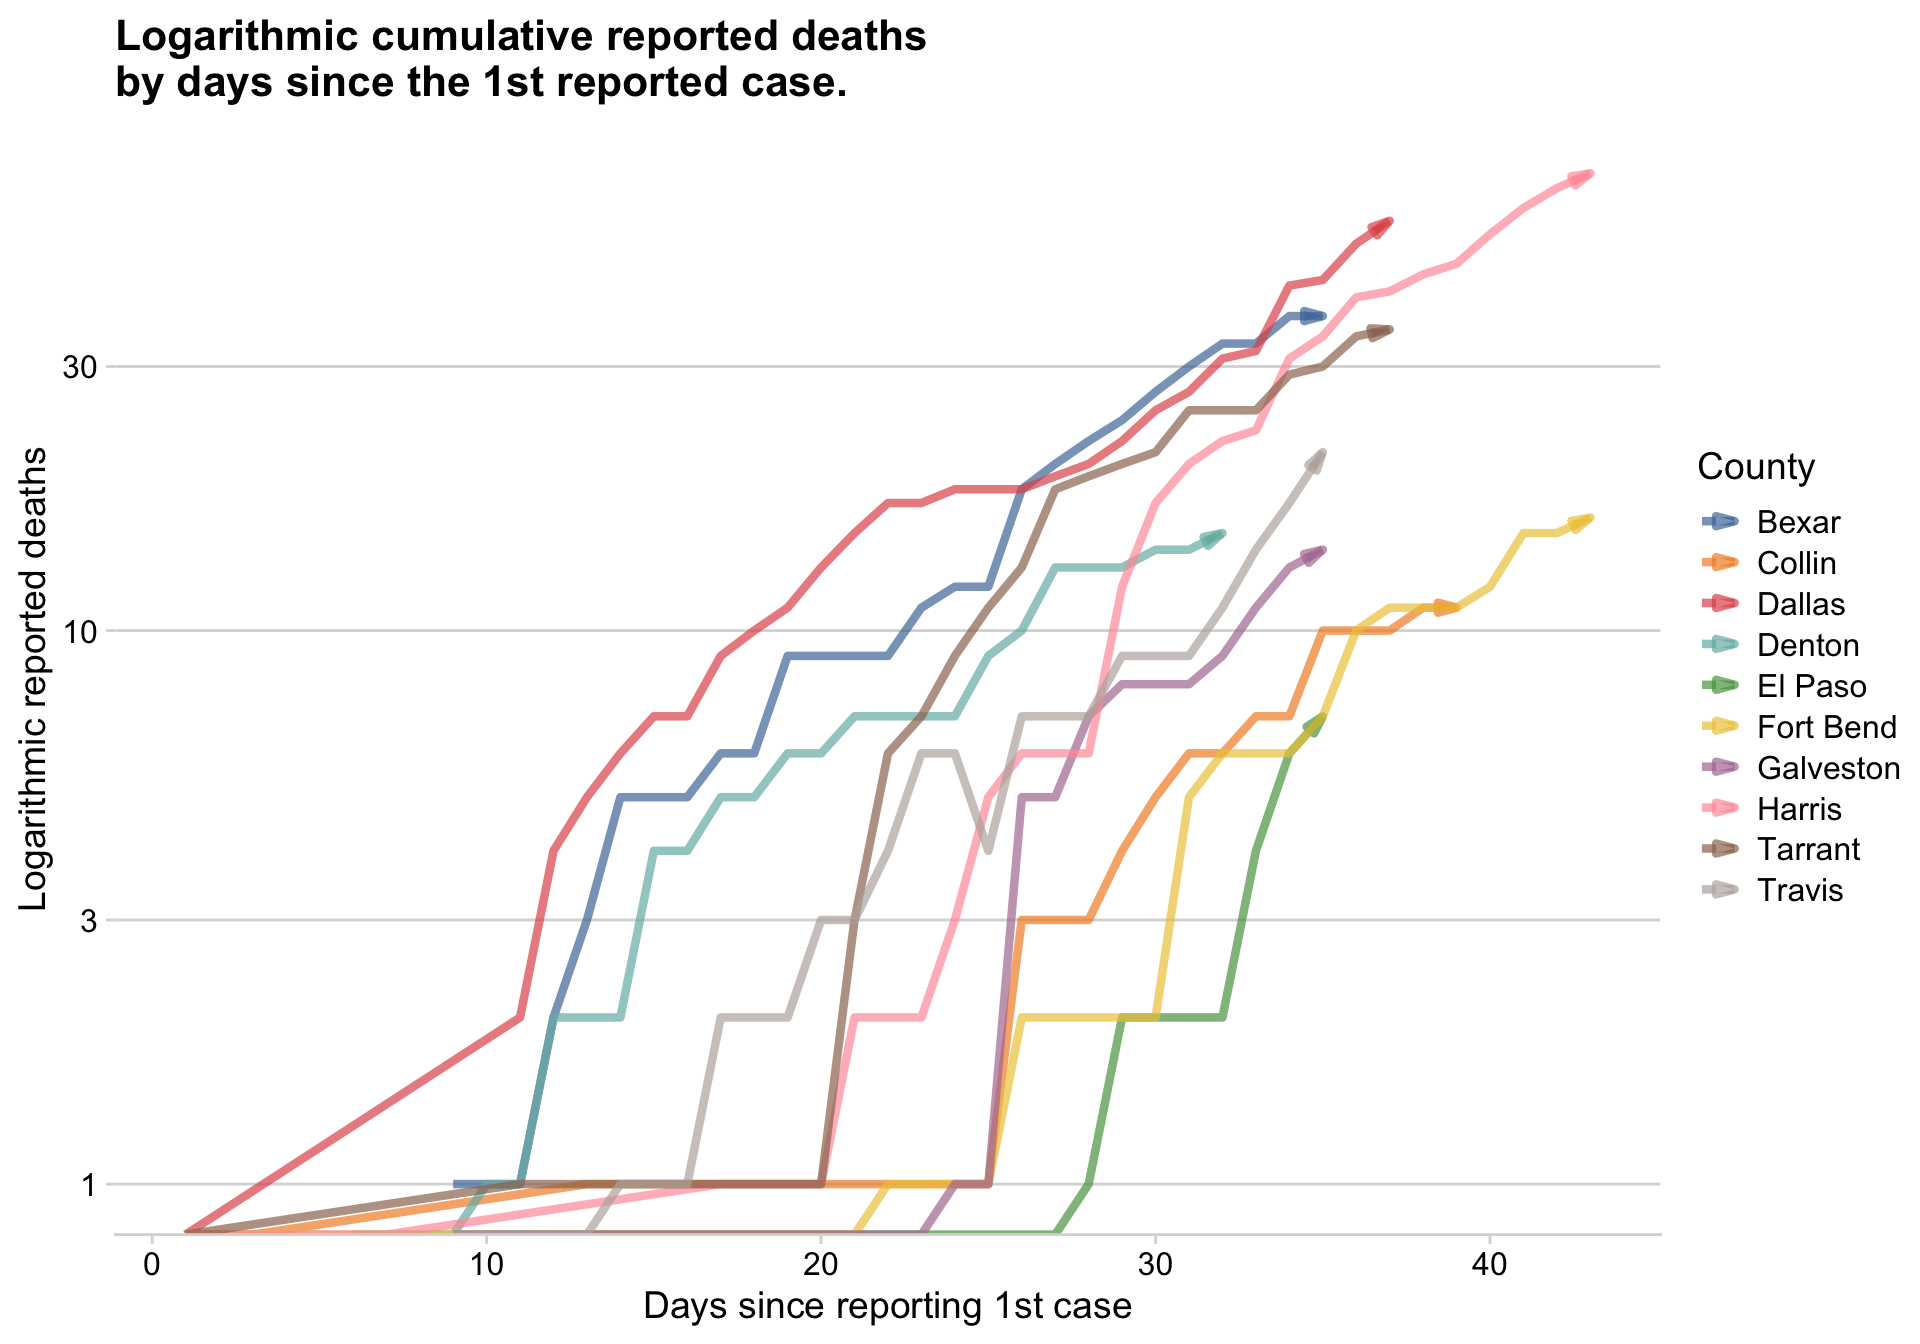 Logarithmic cumulative reported deaths
by days since the 1st reported case.
Logarithmic reported deaths
30
10
3
1
0
10
20
30
40
Days since reporting 1st case
County
Bexar
Collin
Dallas
Denton
El Paso
Fort Bend
Galveston
Harris
Tarrant
Travis